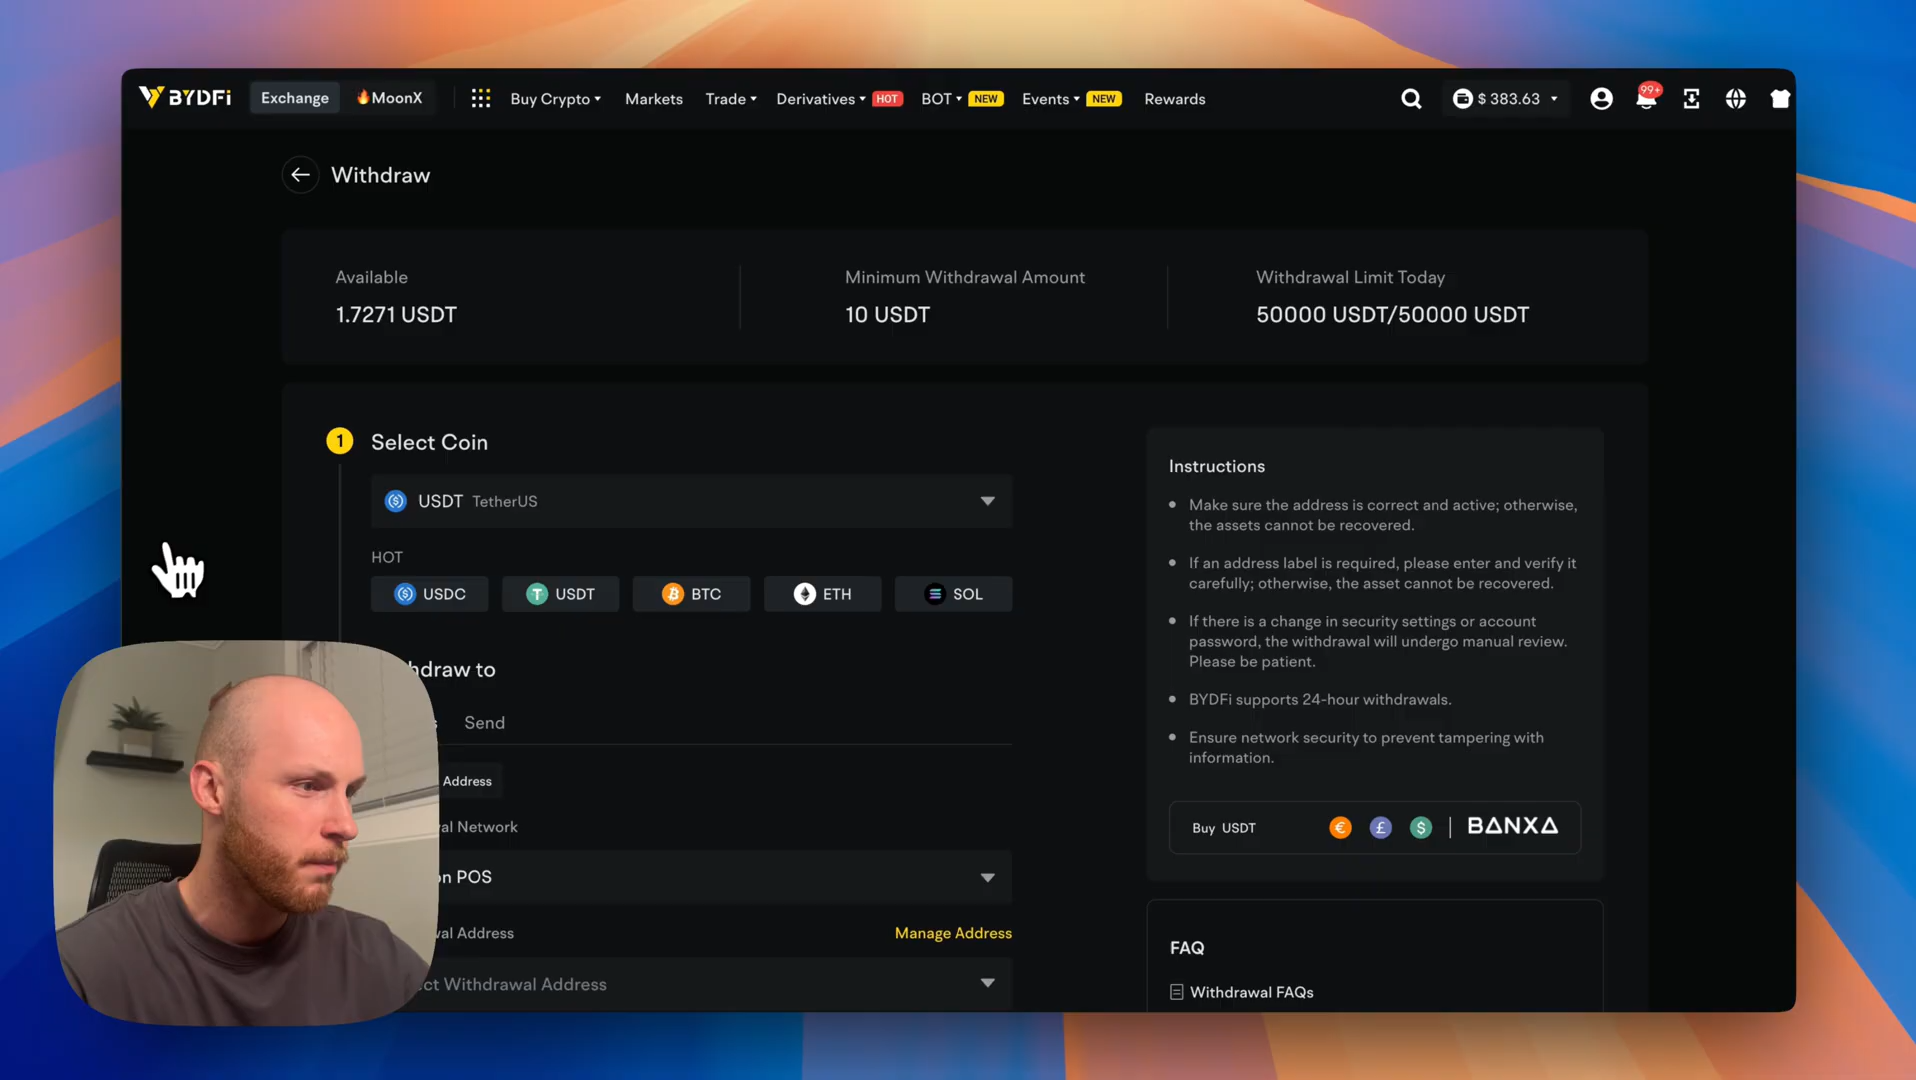 BYDFi Exchange MoonX Buy Crypto Markets Trade Derivatives HOT BOT NEW Events NEW Rewards $ 383.63 99+
Withdraw
Available Minimum Withdrawal Amount Withdrawal Limit Today
1.7271 USDT 10 USDT 50000 USDT/50000 USDT
1 Select Coin
USDT TetherUS
HOT
USDC USDT BTC ETH SOL
hdraw to
Send
Address
al Network
on POS
al Address Manage Address
ct Withdrawal Address
Instructions
Make sure the address is correct and active; otherwise,
the assets cannot be recovered.
If an address label is required, please enter and verify it
carefully; otherwise, the asset cannot be recovered.
If there is a change in security settings or account
password, the withdrawal will undergo manual review.
Please be patient.
BYDFi supports 24-hour withdrawals.
Ensure network security to prevent tampering with
information.
Buy USDT € £ $ | BANXA
FAQ
Withdrawal FAQs